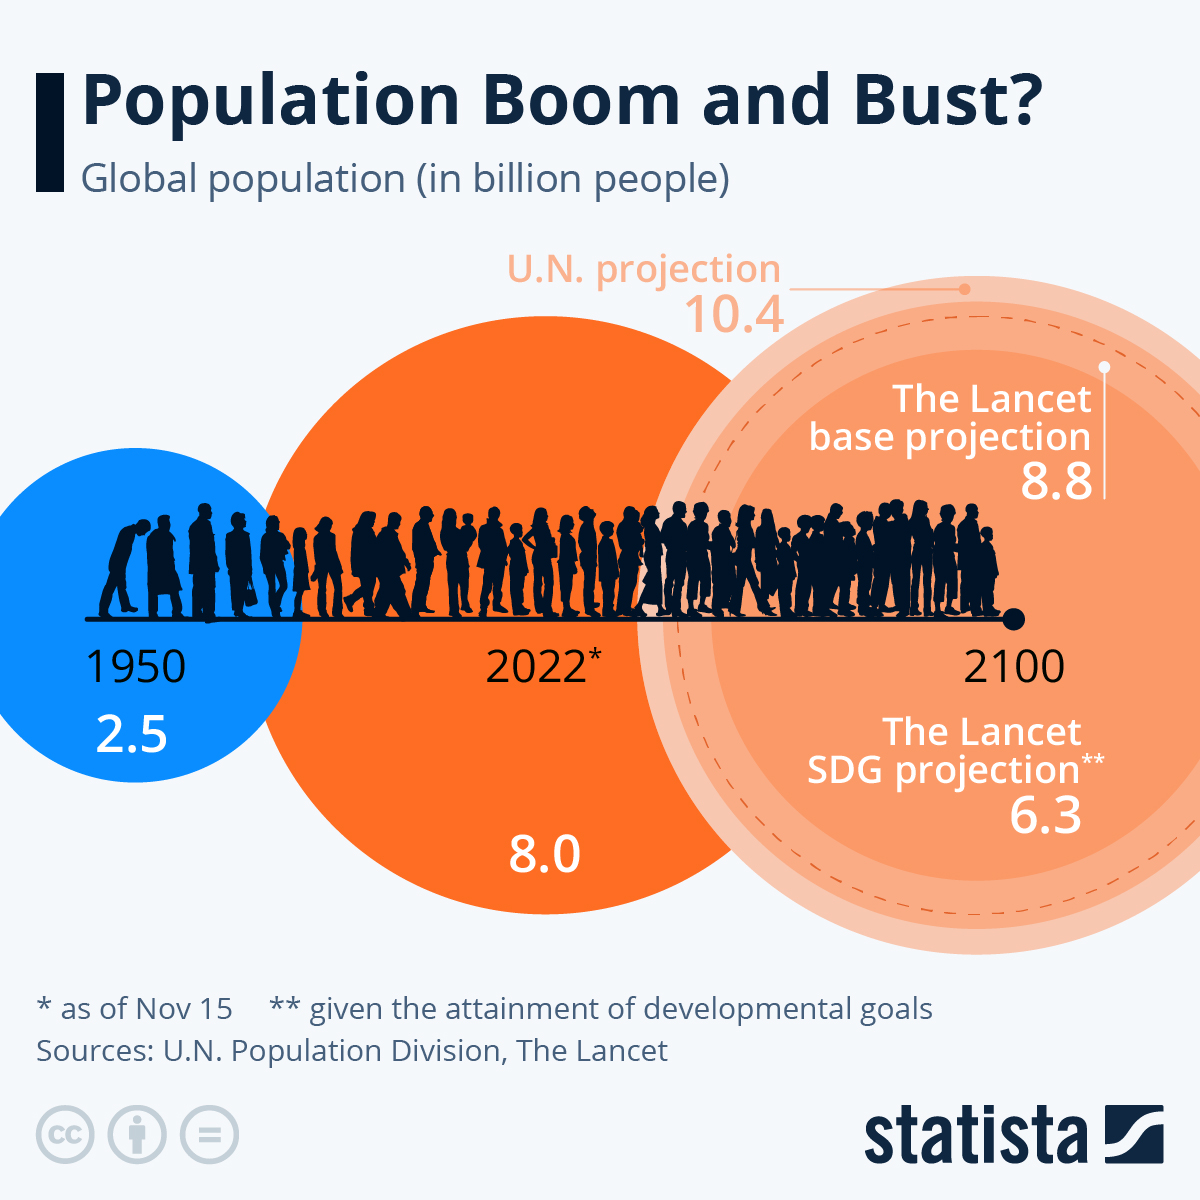 Population Boom and Bust?
Global population (in billion people)
U.N. projection
10.4
The Lancet
base projection
8.8
1950
2.5
2022*
8.0
2100
The Lancet
SDG projection**
6.3
* as of Nov 15 ** given the attainment of developmental goals
Sources: U.N. Population Division, The Lancet
cc
statista